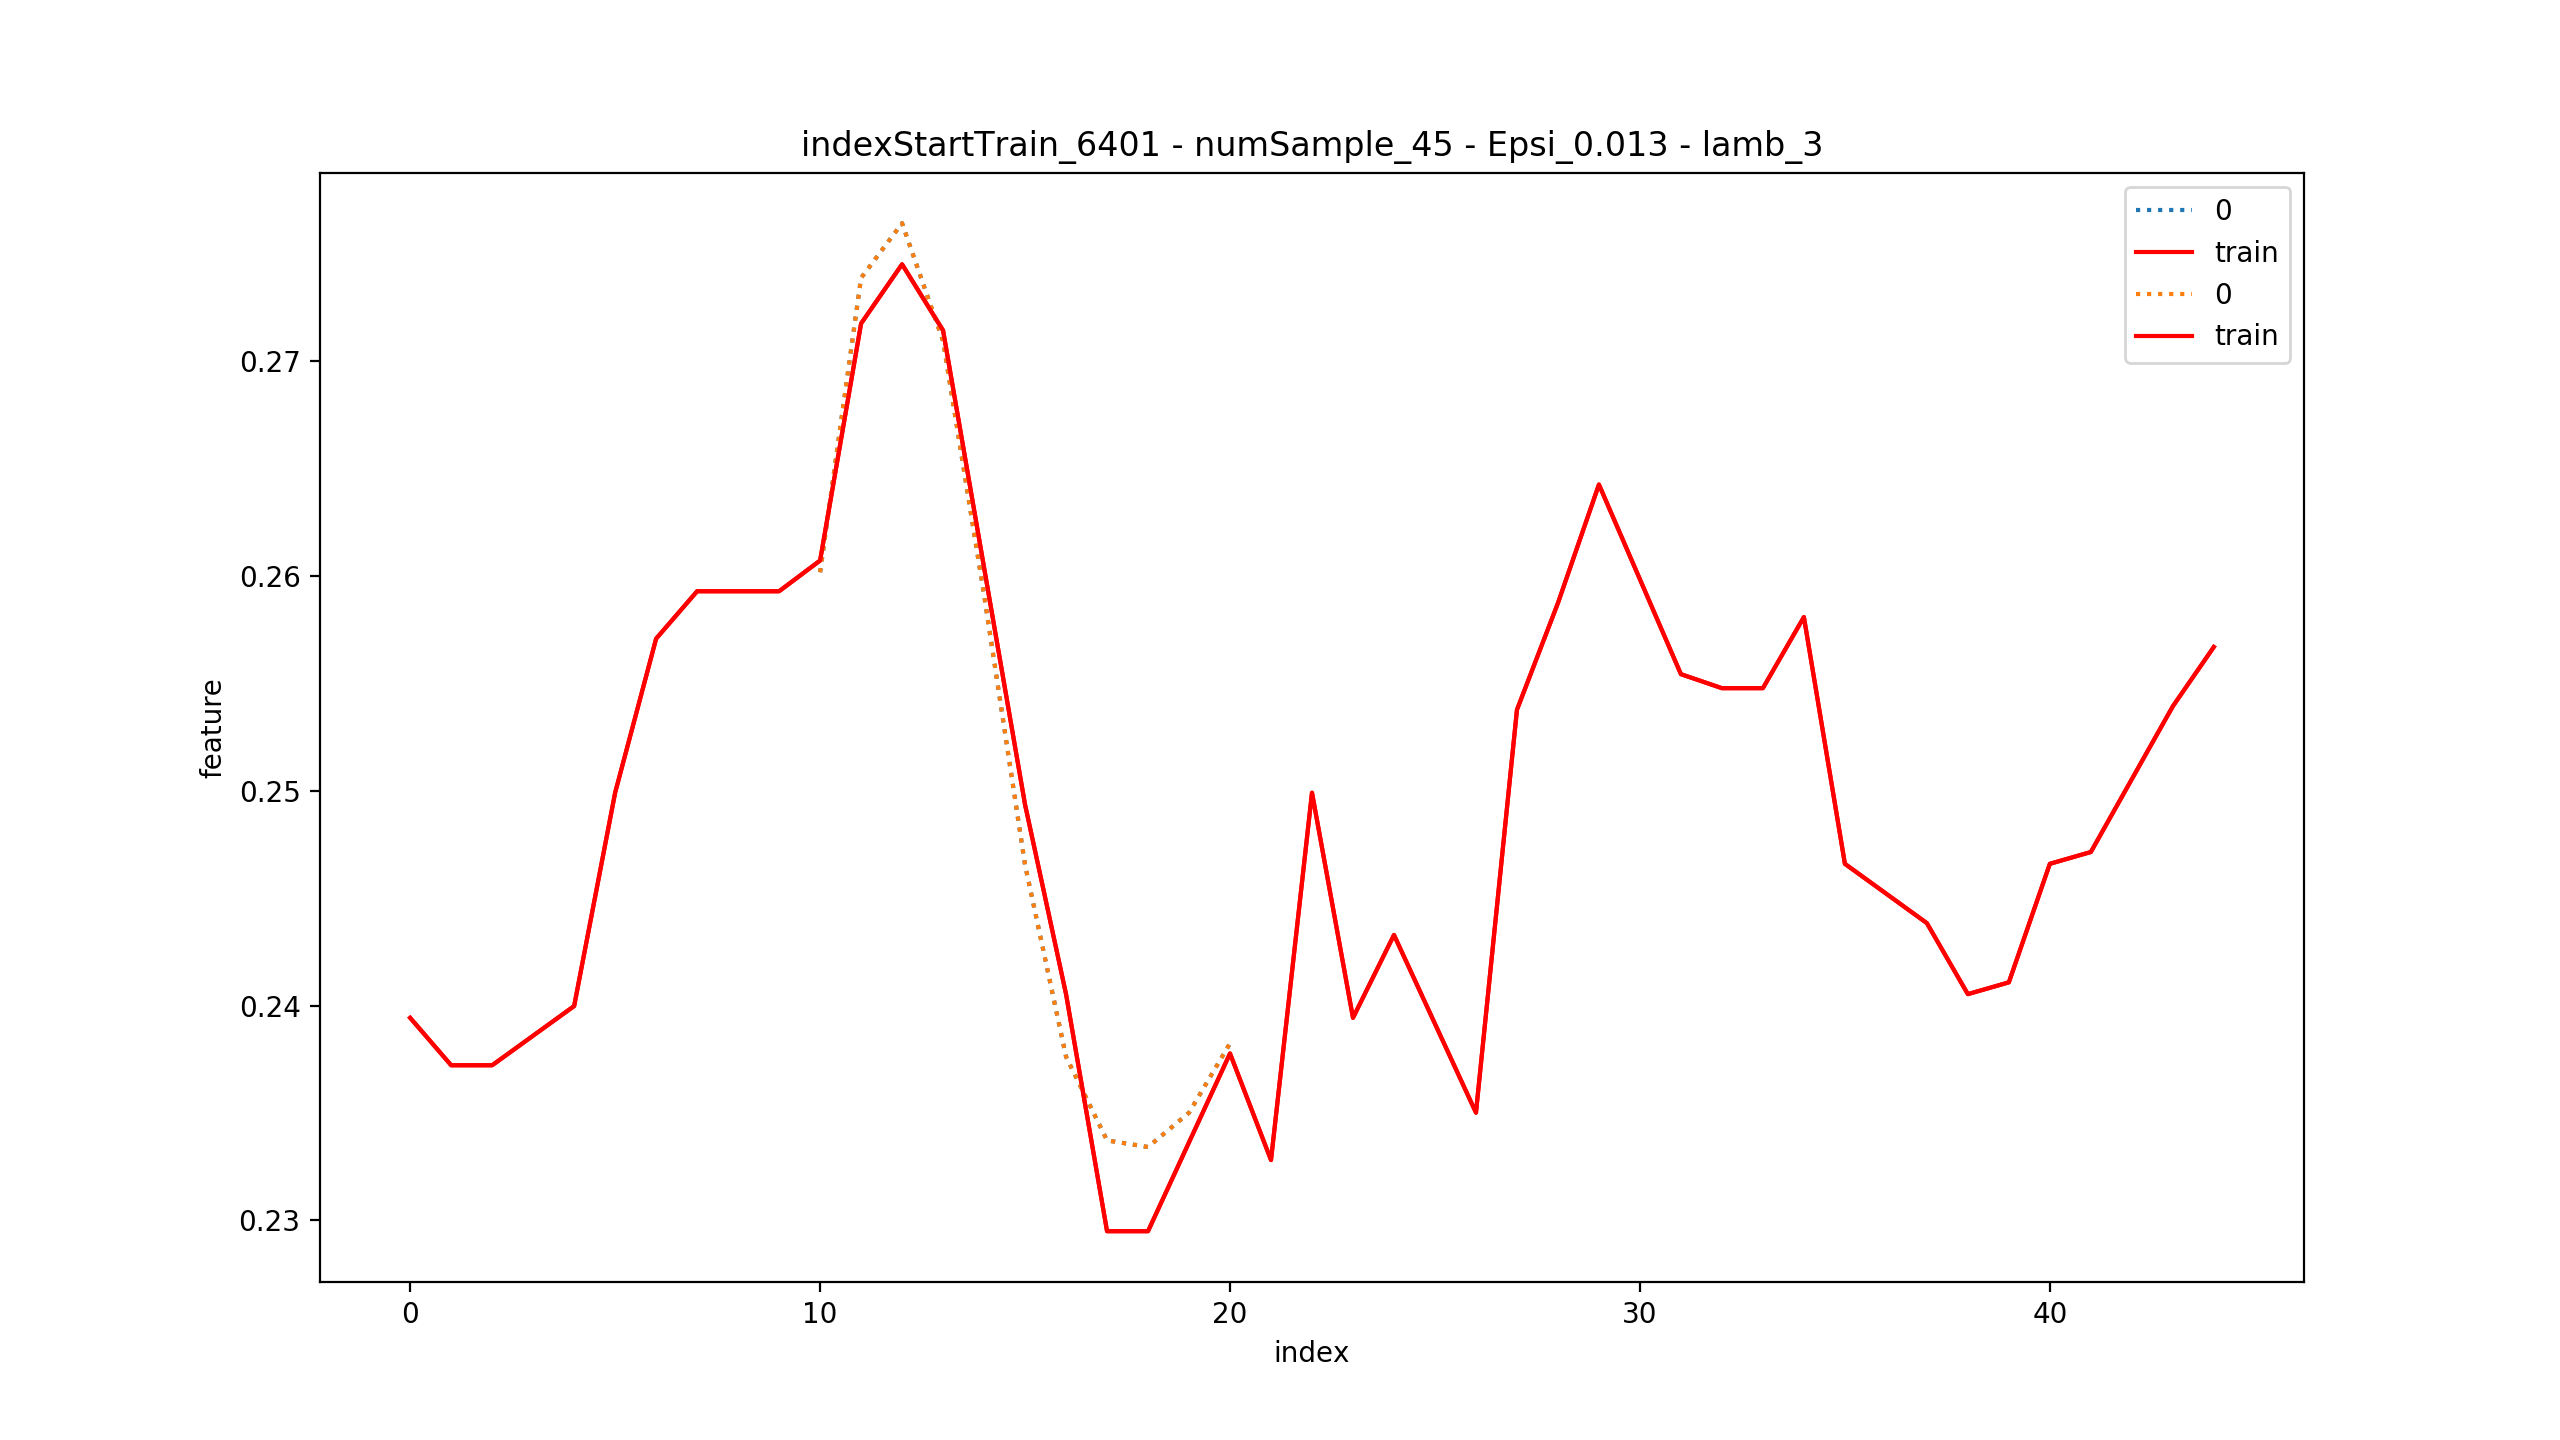 indexStartTrain_6401 - numSample_45 - Epsi_0.013 - lamb_3
0
train
0
train
0.27
0.26
0.25
0.24
0.23
feature
0 10 20 30 40
index